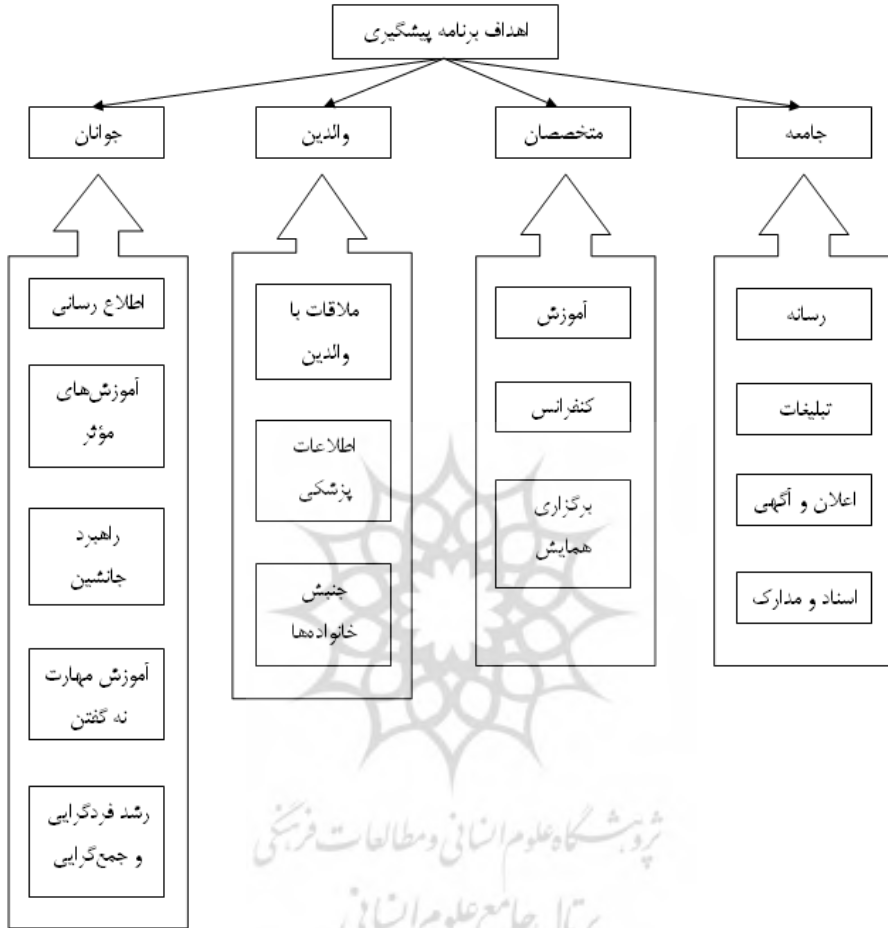 اهداف برنامه پیشگیری
جامعه
متخصصان
والدین
جوانان
رسانه
تبلیغات
اعلان و آگهی
اسناد و مدارک
آموزش
کنفرانس
برگزاری
همایش
ملاقات با
والدین
اطلاعات
پزشکی
جنبش
خانواده‌ها
اطلاع رسانی
آموزش‌های
مؤثر
راهبرد
جانشین
آموزش مهارت
نه گفتن
رشد فردگرایی
و جمع‌گرایی
پژوهشگاه علوم انسانی و مطالعات فرهنگی
پرتال جامع علوم انسانی